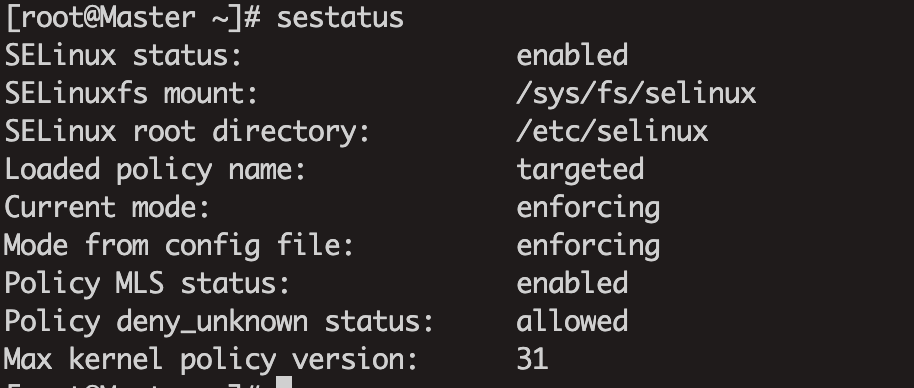 [root@Master ~]# sestatus
SELinux status:                 enabled
SELinuxfs mount:                /sys/fs/selinux
SELinux root directory:         /etc/selinux
Loaded policy name:             targeted
Current mode:                   enforcing
Mode from config file:          enforcing
Policy MLS status:              enabled
Policy deny_unknown status:     allowed
Max kernel policy version:      31
[root@Master ~]#